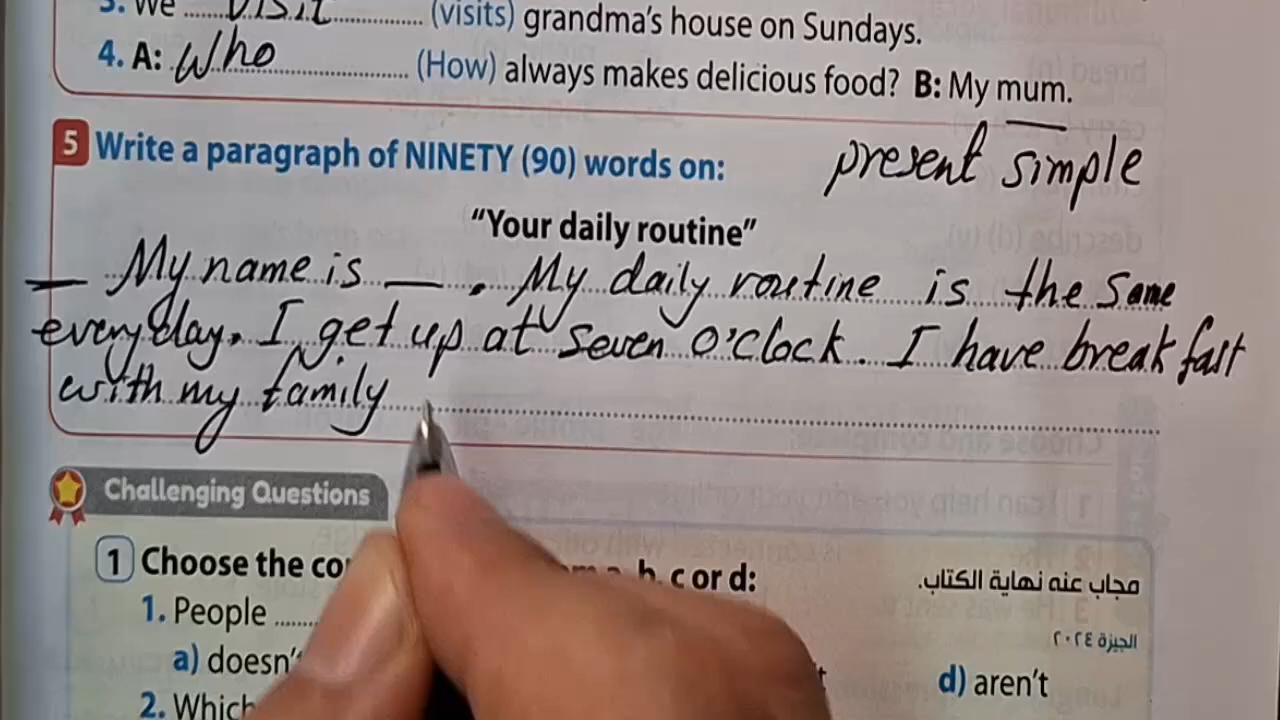 3. We visit (visits) grandma's house on Sundays.
4. A: Who (How) always makes delicious food? B: My mum.
5 Write a paragraph of NINETY (90) words on:
present simple
"Your daily routine"
My name is __. My daily routine is the same
everyday. I get up at seven o'clock. I have breakfast
with my family
Challenging Questions
1 Choose the b, c or d:
مجاب عنه نهاية الكتاب.
1. People ........
الجيزة ٢٠٢٤
a) d) aren't
2. Which